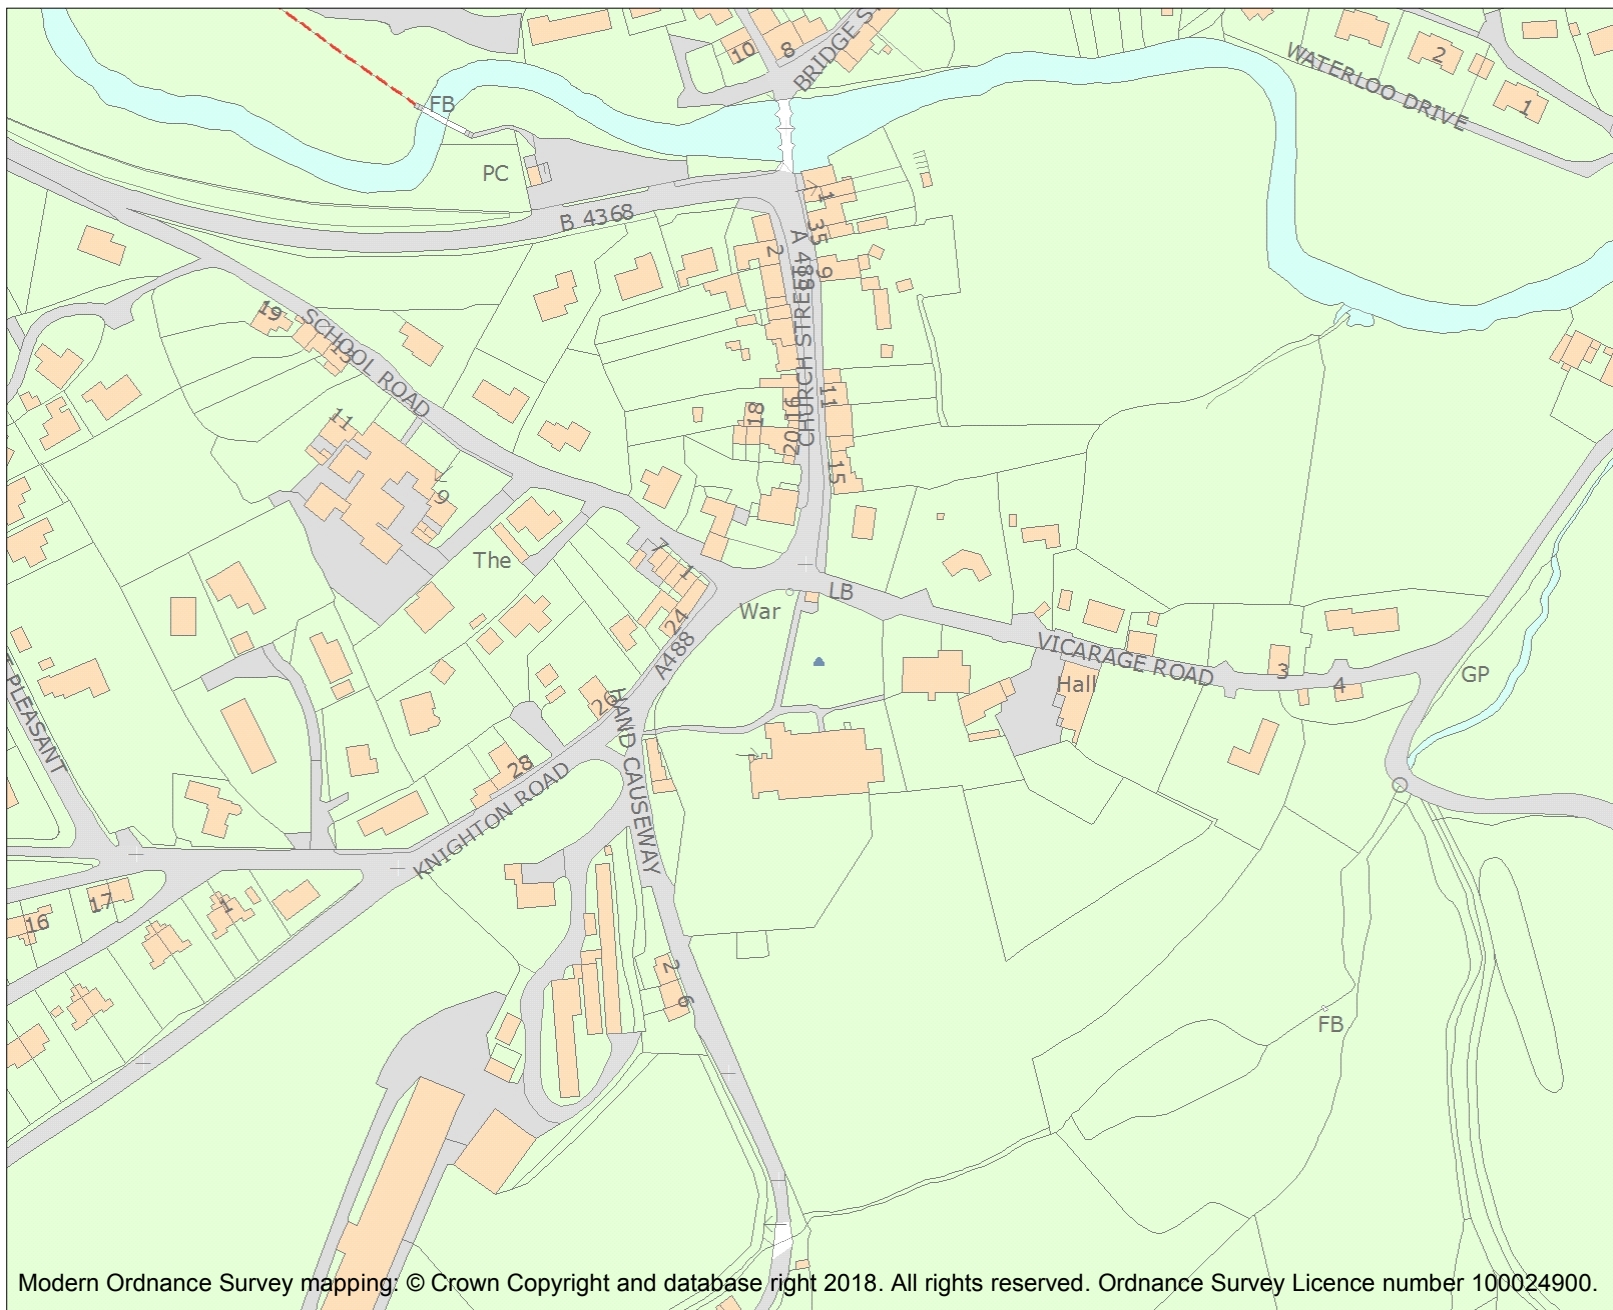 10
8
BRIDGE S
WATERLOO DRIVE
2
1
FB
PC
B 4368
1
35
2
A 488
9
CHURCH STREET
19
SCHOOL ROAD
13
11
11
18
16
20
15
9
The
7
1
24
A488
War
LB
VICARAGE ROAD
Hall
3
4
GP
T PLEASANT
26
HAND CAUSEWAY
28
KNIGHTON ROAD
16
17
1
2
6
FB
Modern Ordnance Survey mapping: © Crown Copyright and database right 2018. All rights reserved. Ordnance Survey Licence number 100024900.